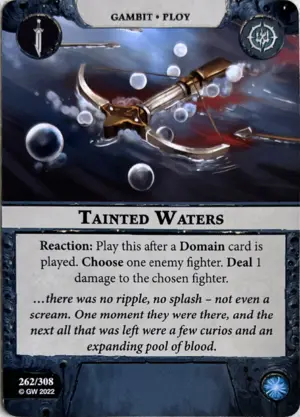 GAMBIT • PLOY
TAINTED WATERS
Reaction: Play this after a Domain card is
played. Choose one enemy fighter. Deal 1
damage to the chosen fighter.
…there was no ripple, no splash – not even a
scream. One moment they were there, and the
next all that was left were a few curios and an
expanding pool of blood.
262/308
© GW 2022